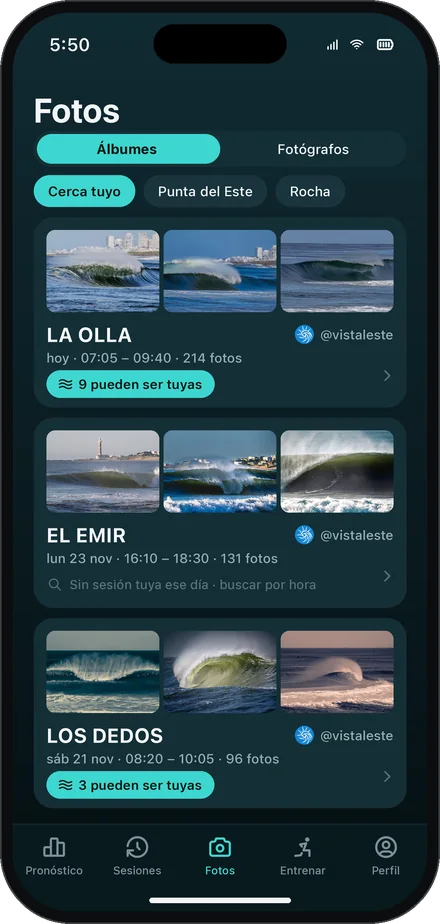 5:50
Fotos
Álbumes
Fotógrafos
Cerca tuyo
Punta del Este
Rocha
LA OLLA
@vistaleste
hoy · 07:05 – 09:40 · 214 fotos
9 pueden ser tuyas
EL EMIR
@vistaleste
lun 23 nov · 16:10 – 18:30 · 131 fotos
Sin sesión tuya ese día · buscar por hora
LOS DEDOS
@vistaleste
sáb 21 nov · 08:20 – 10:05 · 96 fotos
3 pueden ser tuyas
Pronóstico
Sesiones
Fotos
Entrenar
Perfil